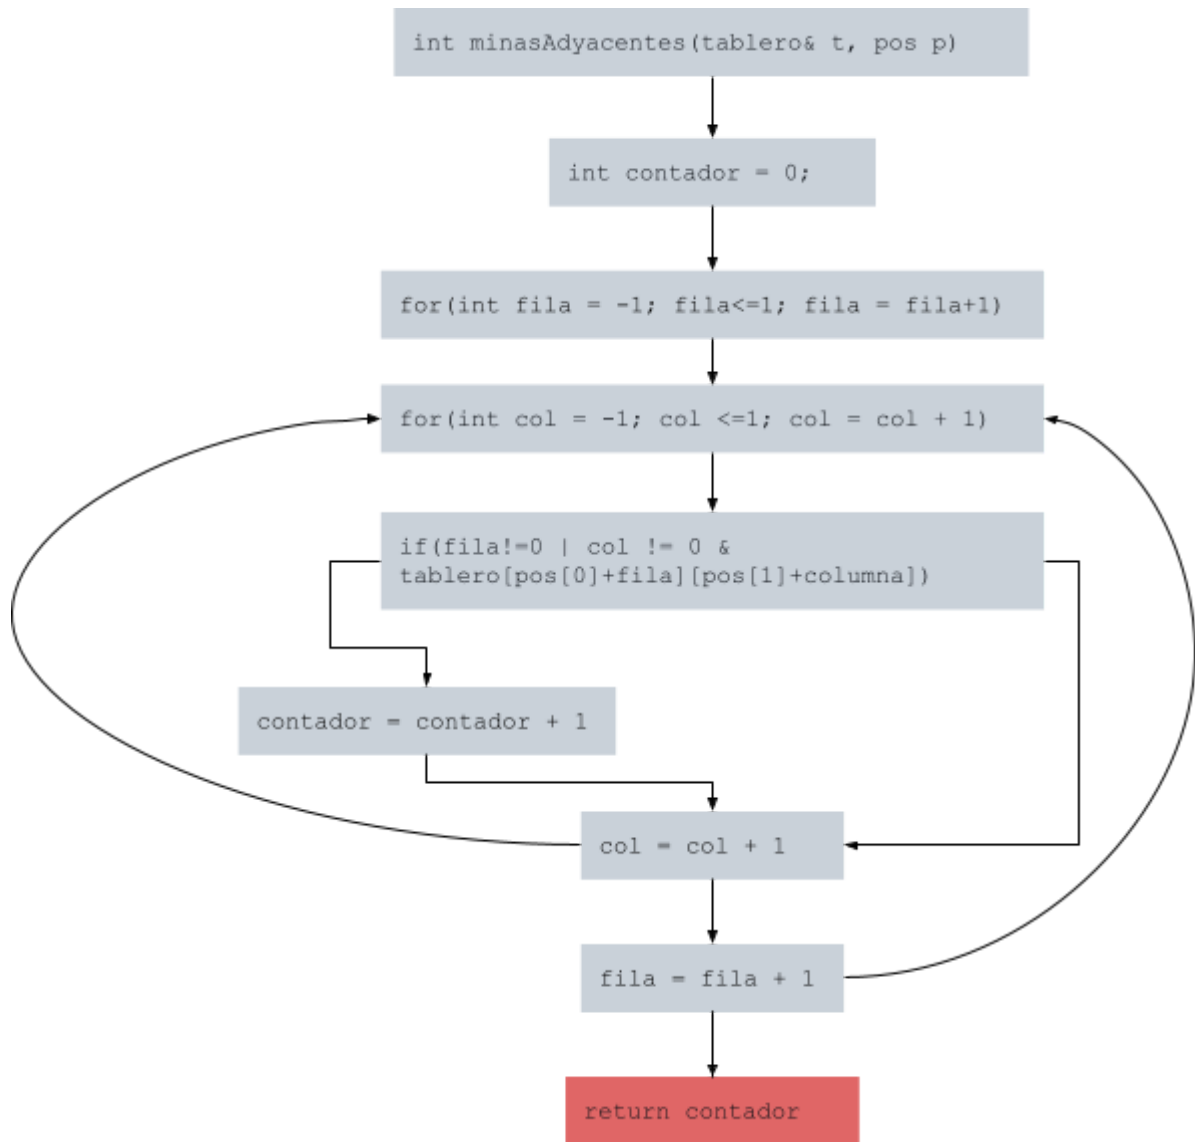 int minasAdyacentes(tablero& t, pos p)
int contador = 0;
for(int fila = -1; fila<=1; fila = fila+1)
for(int col = -1; col <=1; col = col + 1)
if(fila!=0 | col != 0 &
tablero[pos[0]+fila][pos[1]+columna])
contador = contador + 1
col = col + 1
fila = fila + 1
return contador